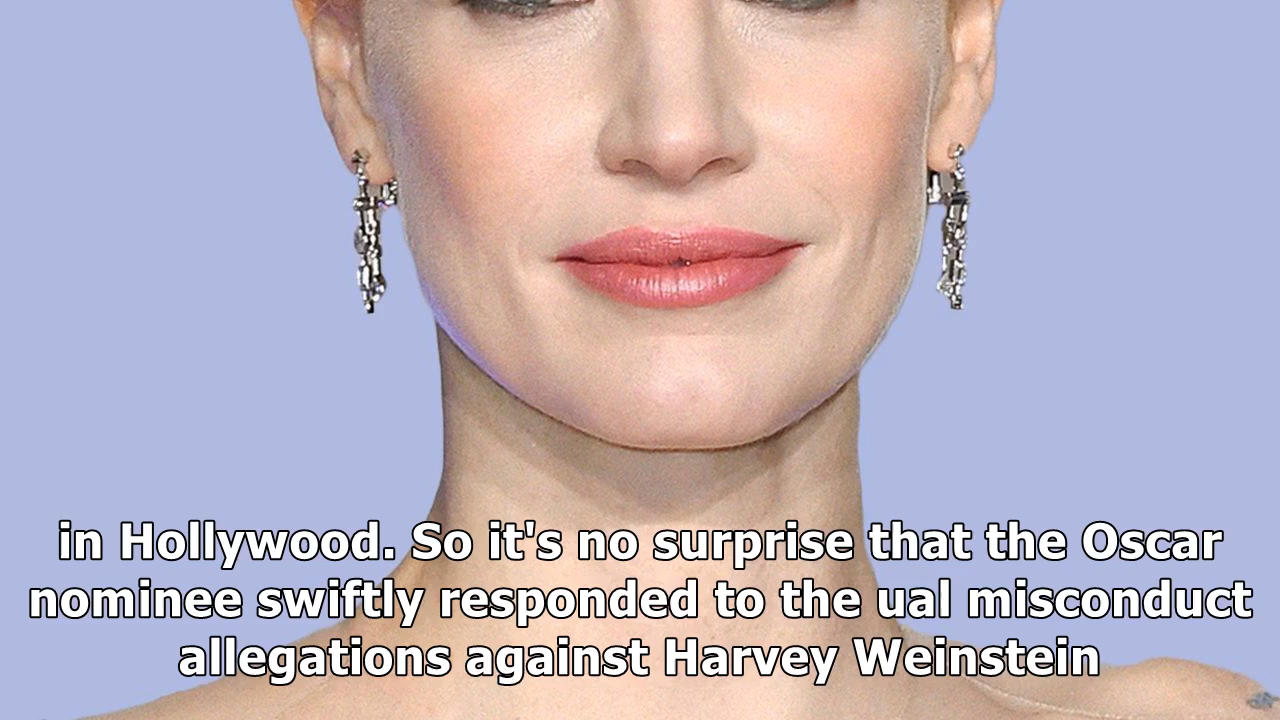 in Hollywood. So it's no surprise that the Oscar
nominee swiftly responded to the ual misconduct
allegations against Harvey Weinstein